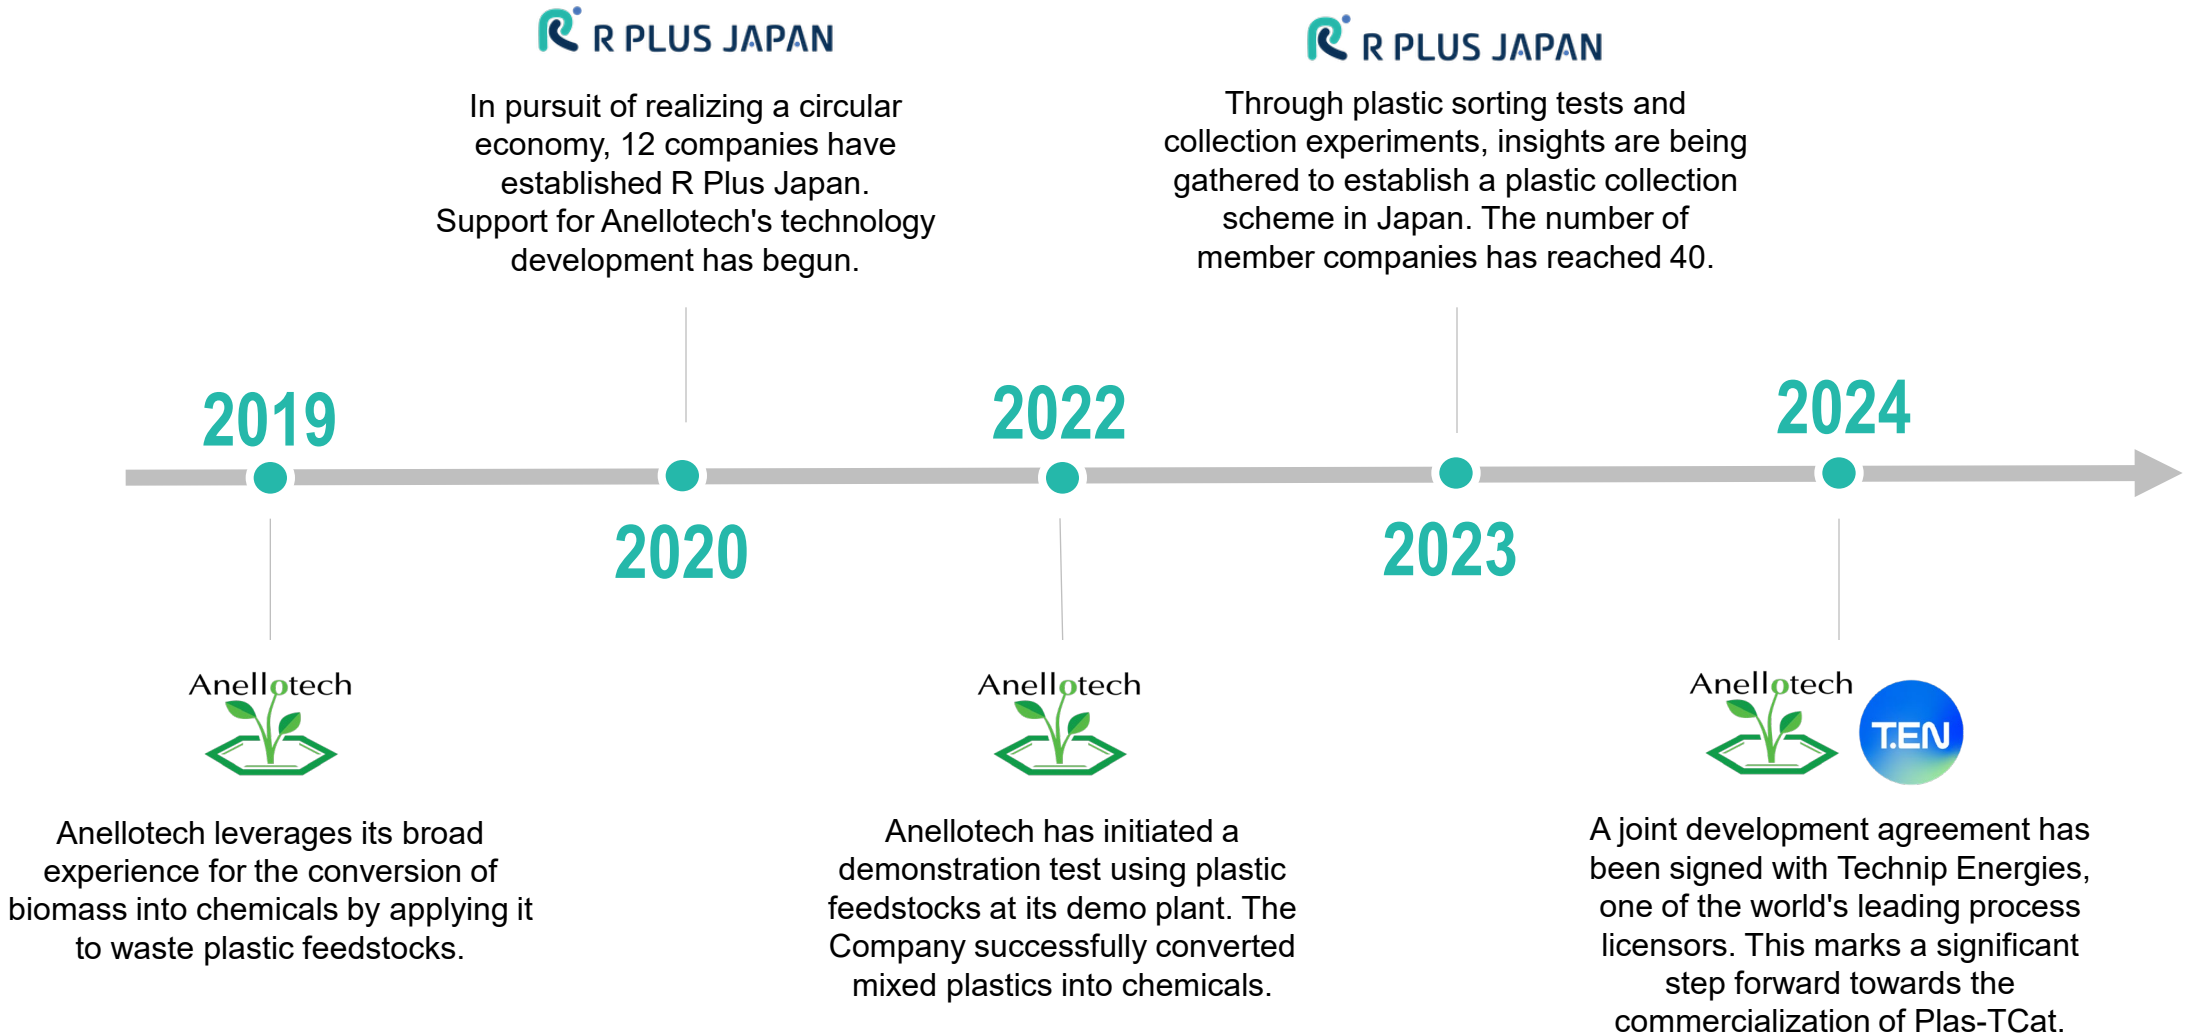 R PLUS JAPAN
In pursuit of realizing a circular
economy, 12 companies have
established R Plus Japan.
Support for Anellotech's technology
development has begun.
R PLUS JAPAN
Through plastic sorting tests and
collection experiments, insights are being
gathered to establish a plastic collection
scheme in Japan. The number of
member companies has reached 40.
2019
2020
2022
2023
2024
Anellotech
Anellotech leverages its broad
experience for the conversion of
biomass into chemicals by applying it
to waste plastic feedstocks.
Anellotech
Anellotech has initiated a
demonstration test using plastic
feedstocks at its demo plant. The
Company successfully converted
mixed plastics into chemicals.
Anellotech
T.EN
A joint development agreement has
been signed with Technip Energies,
one of the world's leading process
licensors. This marks a significant
step forward towards the
commercialization of Plas-TCat.